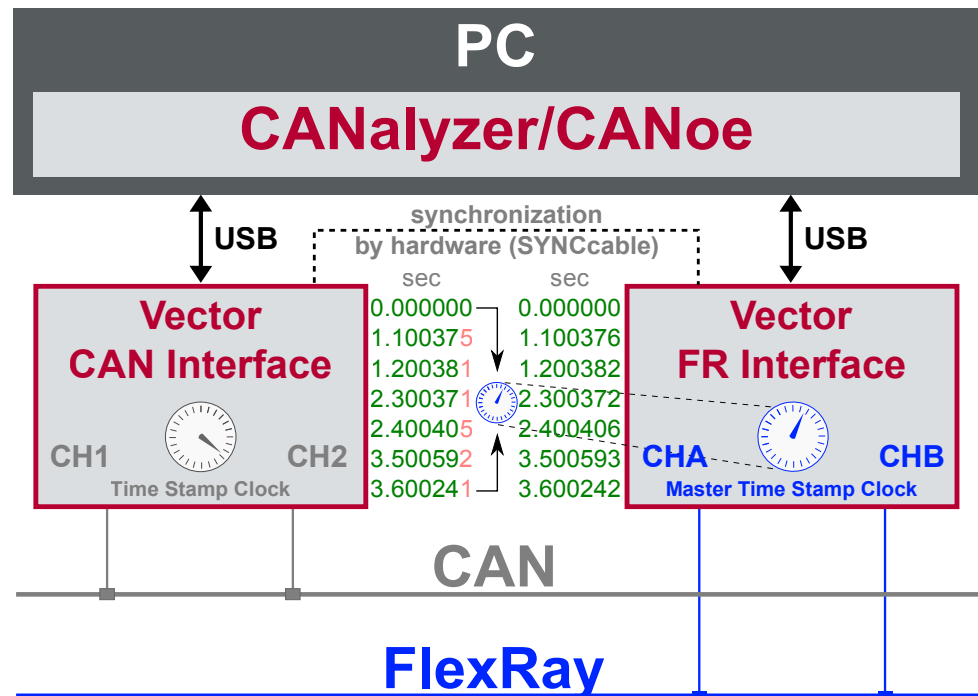 PC
CANalyzer/CANoe
USB
synchronization
by hardware (SYNCcable)
USB
Vector
CAN Interface
CH1
CH2
Time Stamp Clock
sec
0.000000
1.100375
1.200381
2.300371
2.400405
3.500592
3.600241
sec
0.000000
1.100376
1.200382
2.300372
2.400406
3.500593
3.600242
Vector
FR Interface
CHA
CHB
Master Time Stamp Clock
CAN
FlexRay